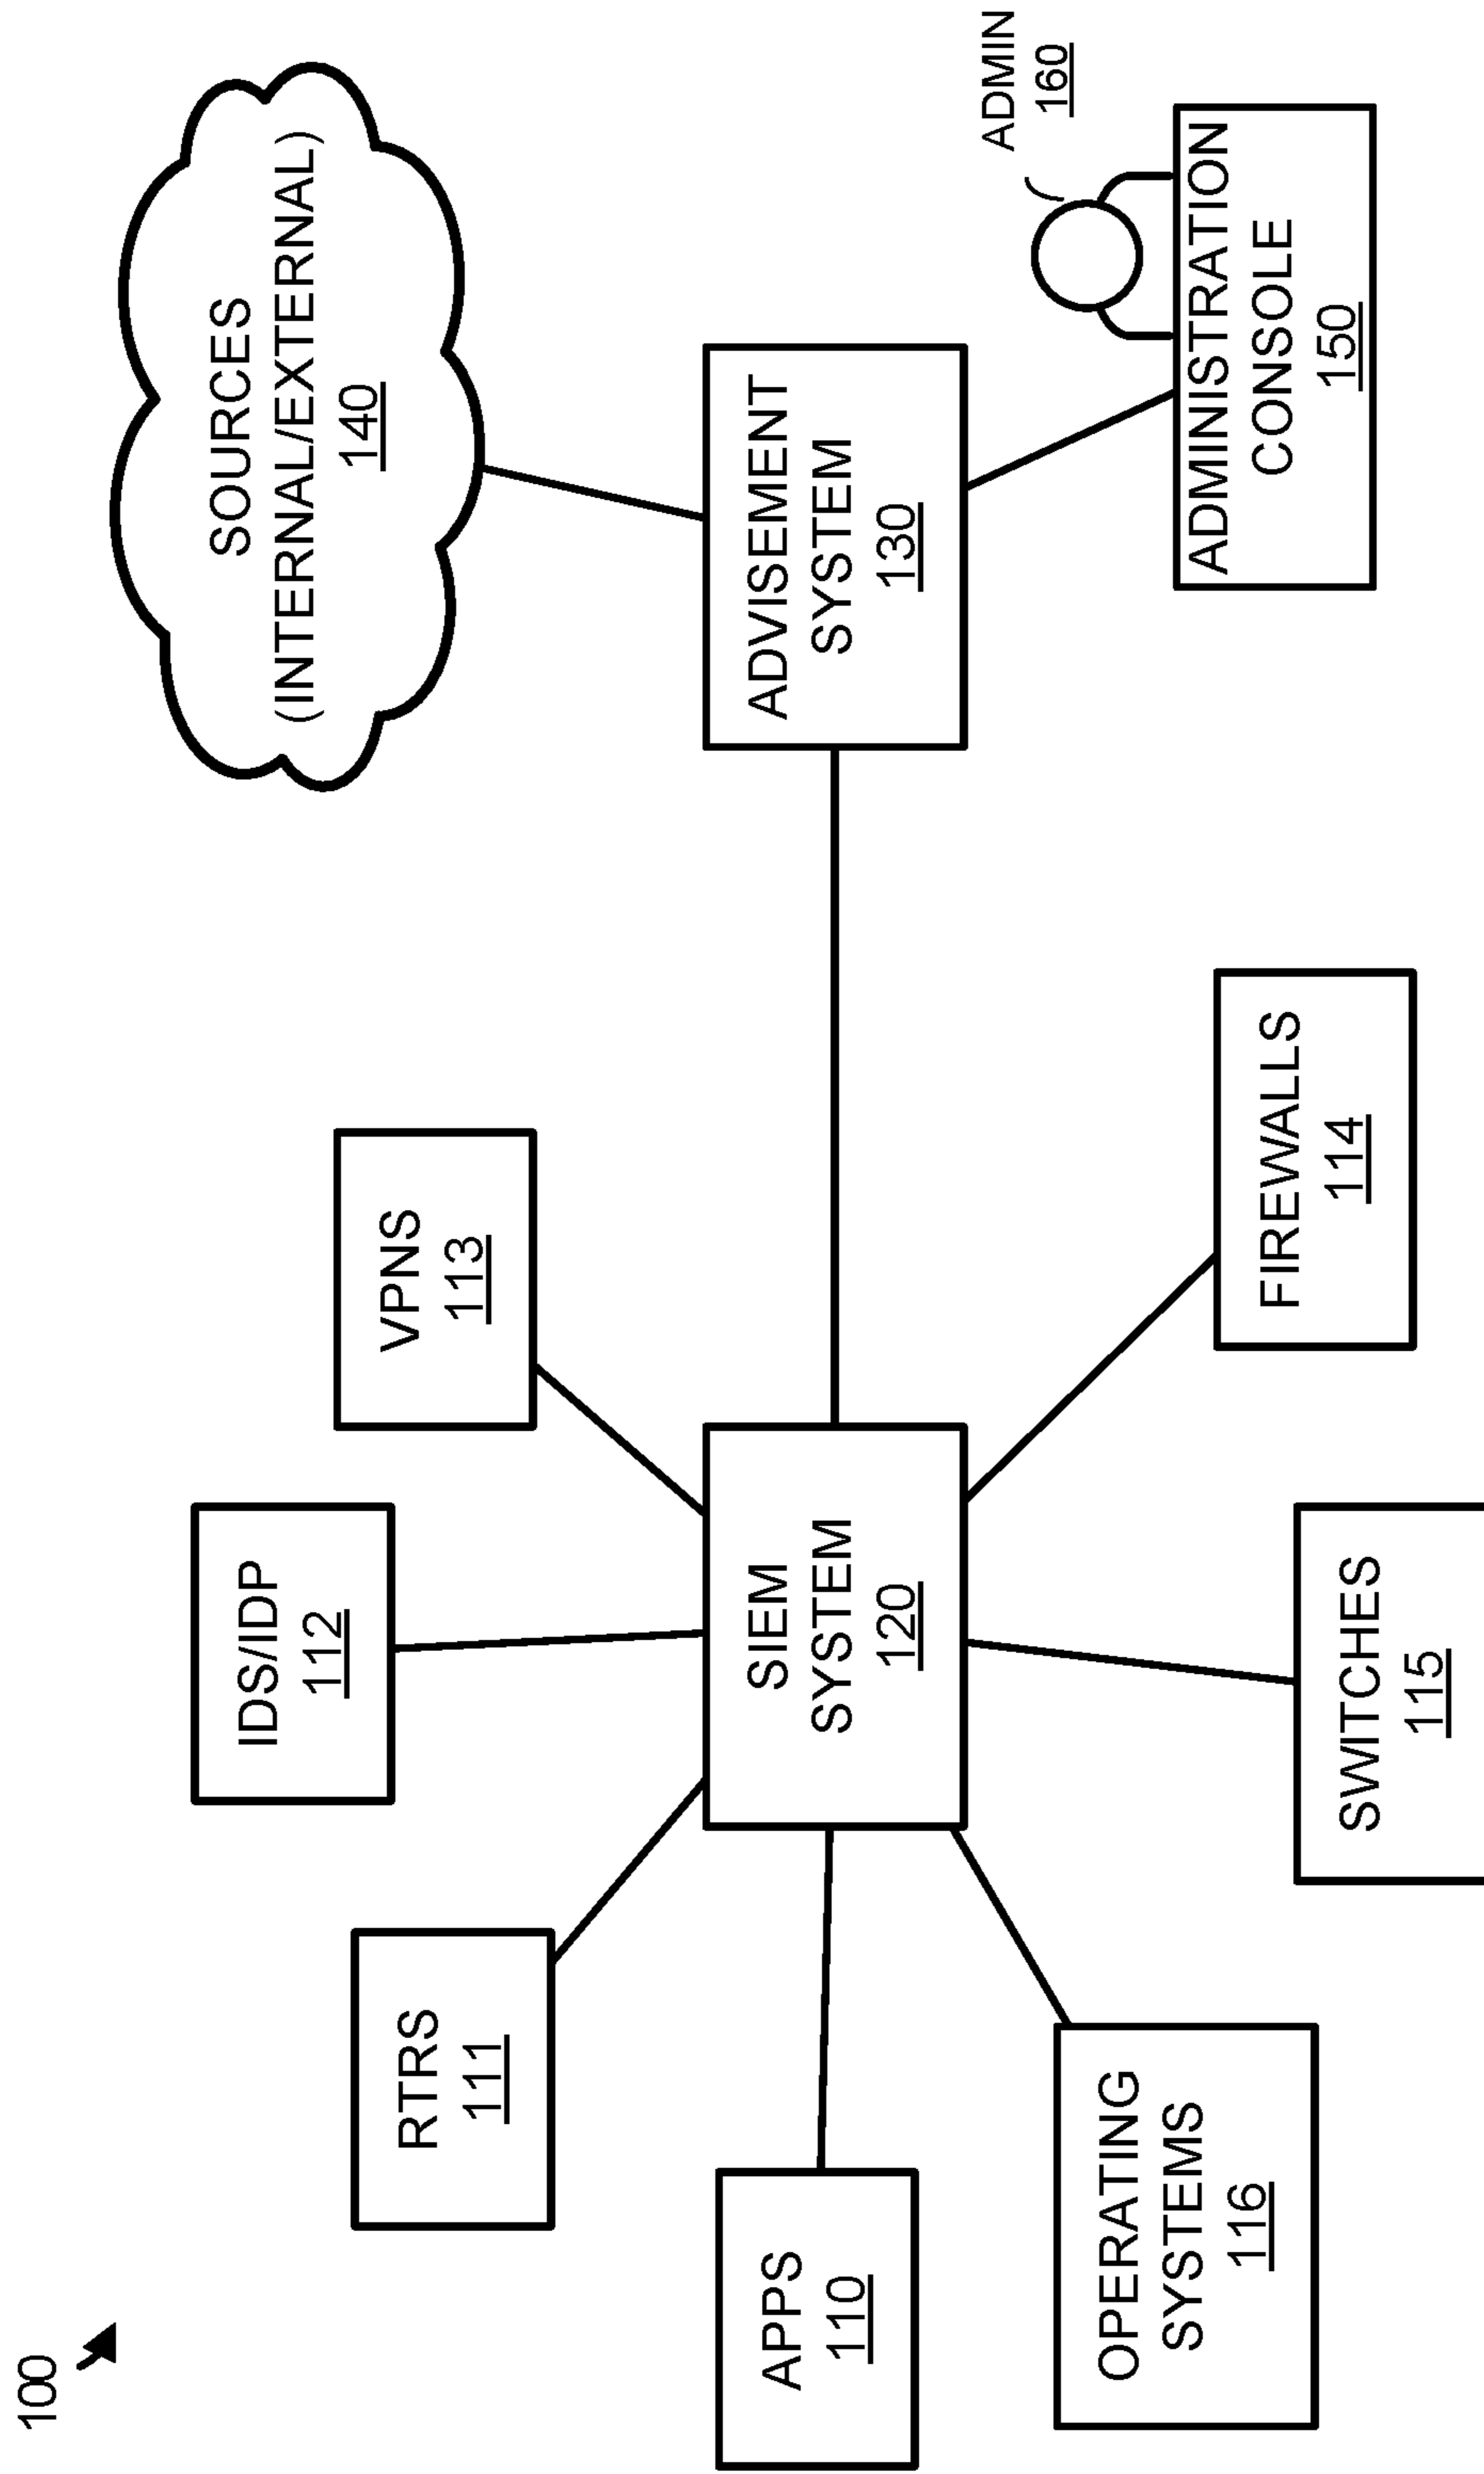 100
RTRS
111
IDS/IDP
112
VPNS
113
SOURCES
(INTERNAL/EXTERNAL)
140
APPS
110
SIEM
SYSTEM
120
ADVISEMENT
SYSTEM
130
ADMIN
160
OPERATING
SYSTEMS
116
SWITCHES
115
FIREWALLS
114
ADMINISTRATION
CONSOLE
150